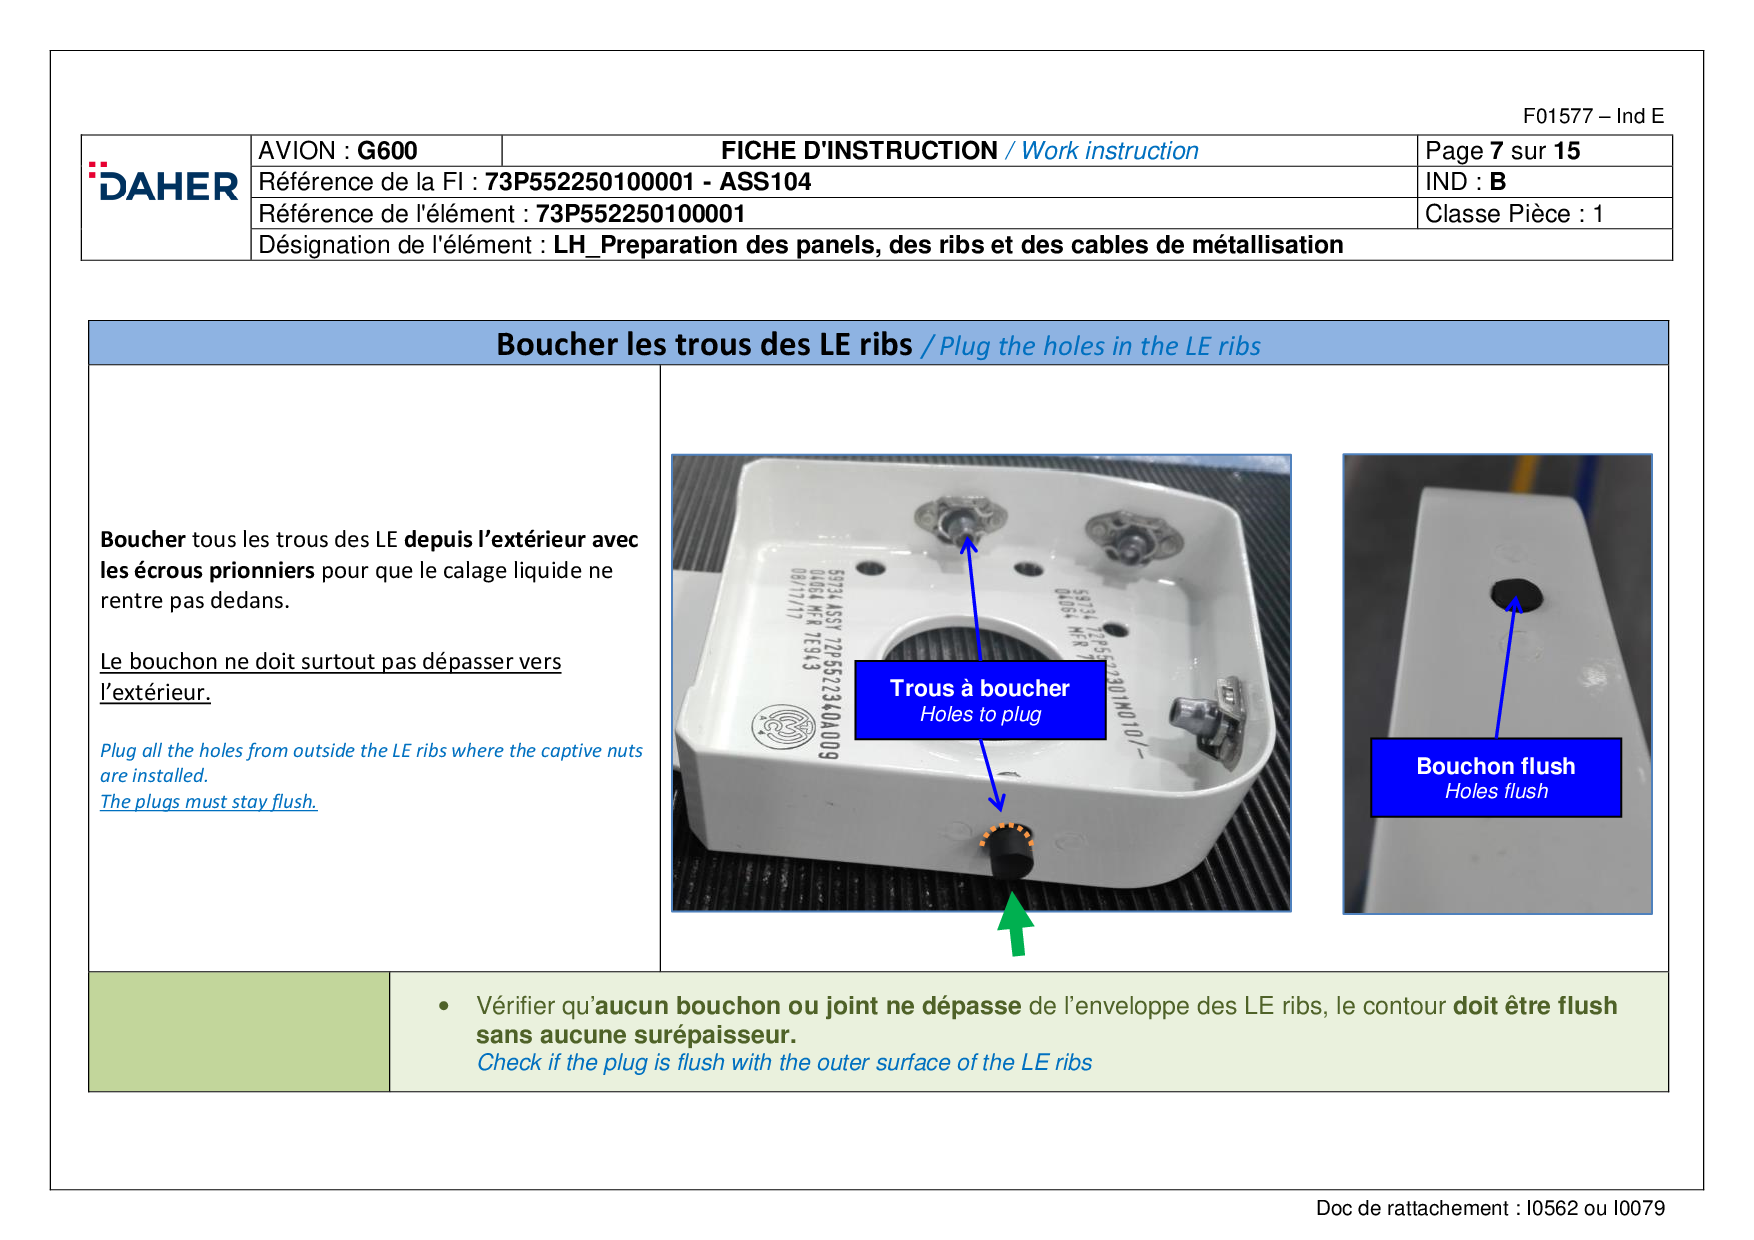 F01577 – Ind E
DAHER
AVION : G600
FICHE D'INSTRUCTION / Work instruction
Page 7 sur 15
Référence de la FI : 73P552250100001 - ASS104
IND : B
Référence de l'élément : 73P552250100001
Classe Pièce : 1
Désignation de l'élément : LH_Preparation des panels, des ribs et des cables de métallisation
Boucher les trous des LE ribs / Plug the holes in the LE ribs
Boucher tous les trous des LE depuis l’extérieur avec
les écrous prionniers pour que le calage liquide ne
rentre pas dedans.
Le bouchon ne doit surtout pas dépasser vers
l’extérieur.
Plug all the holes from outside the LE ribs where the captive nuts
are installed.
The plugs must stay flush.
59734 ASSY 72P5522340A009
04064 MFR 7E943
08/17/17
59734 72P5522301M010/-
04064 MFR
Trous à boucher
Holes to plug
Bouchon flush
Holes flush
• Vérifier qu’aucun bouchon ou joint ne dépasse de l’enveloppe des LE ribs, le contour doit être flush
sans aucune surépaisseur.
Check if the plug is flush with the outer surface of the LE ribs
Doc de rattachement : I0562 ou I0079